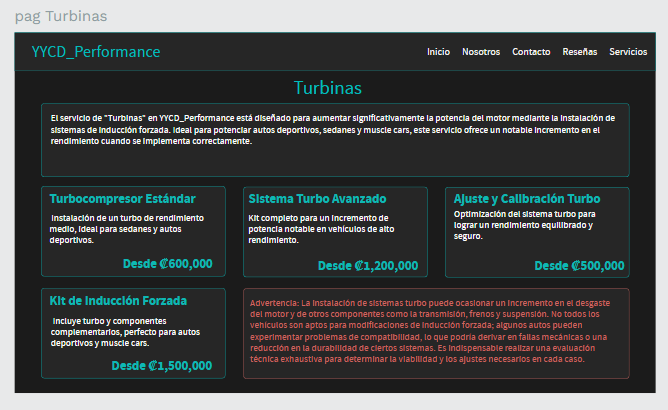 pag Turbinas
YYCD_Performance
Inicio Nosotros Contacto Reseñas Servicios
Turbinas
El servicio de "Turbinas" en YYCD_Performance está diseñado para aumentar significativamente la potencia del motor mediante la instalación de
sistemas de inducción forzada. Ideal para potenciar autos deportivos, sedanes y muscle cars, este servicio ofrece un notable incremento en el
rendimiento cuando se implementa correctamente.
Turbocompresor Estándar
Instalación de un turbo de rendimiento
medio, ideal para sedanes y autos
deportivos.
Desde ₡600,000
Sistema Turbo Avanzado
Kit completo para un incremento de
potencia notable en vehículos de alto
rendimiento.
Desde ₡1,200,000
Ajuste y Calibración Turbo
Optimización del sistema turbo para
lograr un rendimiento equilibrado y
seguro.
Desde ₡500,000
Kit de Inducción Forzada
Incluye turbo y componentes
complementarios, perfecto para autos
deportivos y muscle cars.
Desde ₡1,500,000
Advertencia: La instalación de sistemas turbo puede ocasionar un incremento en el desgaste
del motor y de otros componentes como la transmisión, frenos y suspensión. No todos los
vehículos son aptos para modificaciones de inducción forzada; algunos autos pueden
experimentar problemas de compatibilidad, lo que podría derivar en fallas mecánicas o una
reducción en la durabilidad de ciertos sistemas. Es indispensable realizar una evaluación
técnica exhaustiva para determinar la viabilidad y los ajustes necesarios en cada caso.